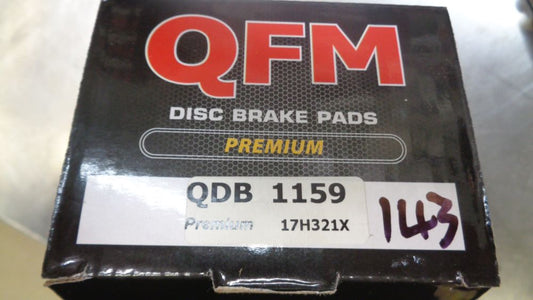 QFM
DISC BRAKE PADS
PREMIUM
QDB 1159
Premium 17H321X
143